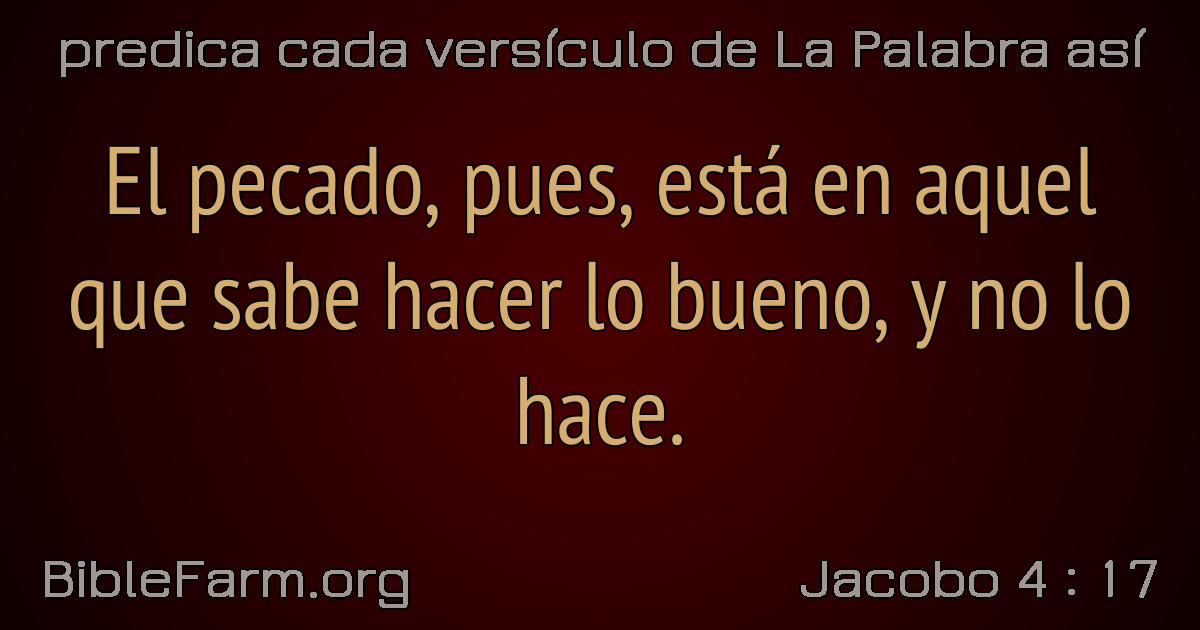 predica cada versículo de La Palabra así
El pecado, pues, está en aquel
que sabe hacer lo bueno, y no lo
hace.
BibleFarm.org
Jacobo 4 : 17